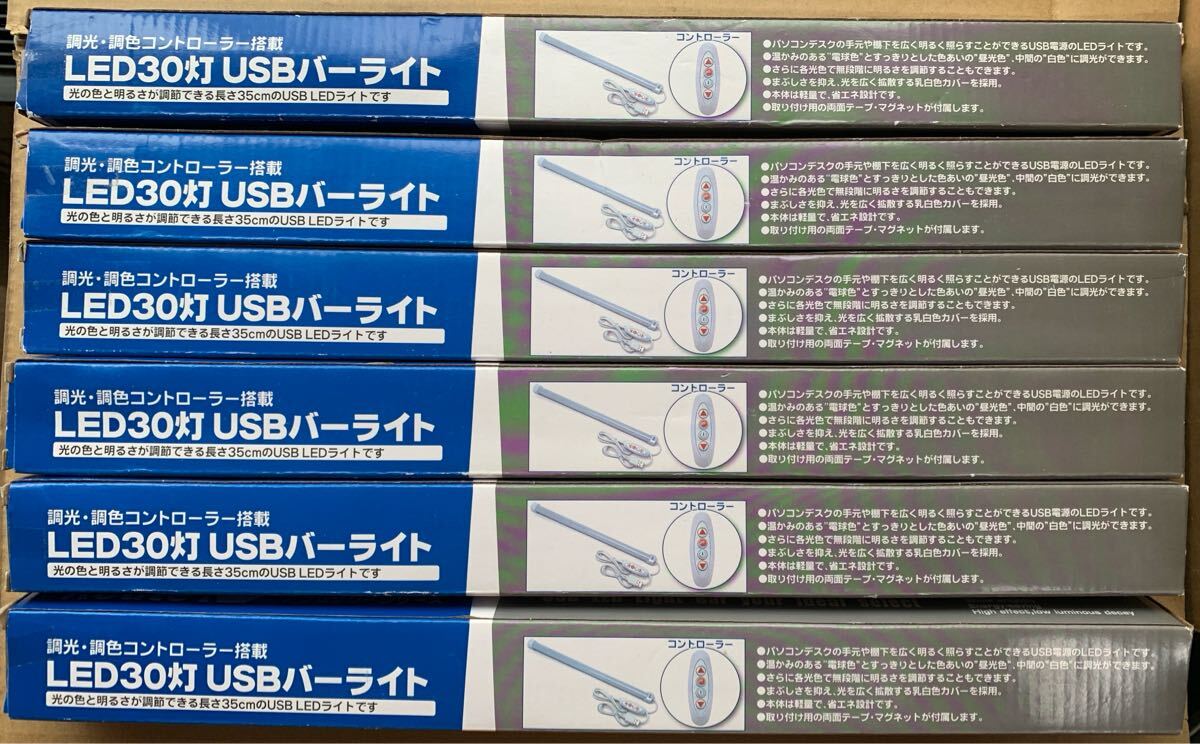 調光・調色コントローラー搭載
LED30灯 USBバーライト
光の色と明るさが調節できる長さ35cmのUSB LEDライトです
コントローラー
●パソコンデスクの手元や棚下を広く明るく照らすことができるUSB電源のLEDライトです。
●温かみのある"電球色"とすっきりとした色あいの"昼光色"、中間の"白色"に調光ができます。
●さらに各光色で無段階に明るさを調節することもできます。
●まぶしさを抑え、光を広く拡散する乳白色カバーを採用。
●本体は軽量で、省エネ設計です。
●取り付け用の両面テープ・マグネットが付属します。
調光・調色コントローラー搭載
LED30灯 USBバーライト
光の色と明るさが調節できる長さ35cmのUSB LEDライトです
コントローラー
●パソコンデスクの手元や棚下を広く明るく照らすことができるUSB電源のLEDライトです。
●温かみのある"電球色"とすっきりとした色あいの"昼光色"、中間の"白色"に調光ができます。
●さらに各光色で無段階に明るさを調節することもできます。
●まぶしさを抑え、光を広く拡散する乳白色カバーを採用。
●本体は軽量で、省エネ設計です。
●取り付け用の両面テープ・マグネットが付属します。
調光・調色コントローラー搭載
LED30灯 USBバーライト
光の色と明るさが調節できる長さ35cmのUSB LEDライトです
コントローラー
●パソコンデスクの手元や棚下を広く明るく照らすことができるUSB電源のLEDライトです。
●温かみのある"電球色"とすっきりとした色あいの"昼光色"、中間の"白色"に調光ができます。
●さらに各光色で無段階に明るさを調節することもできます。
●まぶしさを抑え、光を広く拡散する乳白色カバーを採用。
●本体は軽量で、省エネ設計です。
●取り付け用の両面テープ・マグネットが付属します。
調光・調色コントローラー搭載
LED30灯 USBバーライト
光の色と明るさが調節できる長さ35cmのUSB LEDライトです
コントローラー
●パソコンデスクの手元や棚下を広く明るく照らすことができるUSB電源のLEDライトです。
●温かみのある"電球色"とすっきりとした色あいの"昼光色"、中間の"白色"に調光ができます。
●さらに各光色で無段階に明るさを調節することもできます。
●まぶしさを抑え、光を広く拡散する乳白色カバーを採用。
●本体は軽量で、省エネ設計です。
●取り付け用の両面テープ・マグネットが付属します。
調光・調色コントローラー搭載
LED30灯 USBバーライト
光の色と明るさが調節できる長さ35cmのUSB LEDライトです
コントローラー
●パソコンデスクの手元や棚下を広く明るく照らすことができるUSB電源のLEDライトです。
●温かみのある"電球色"とすっきりとした色あいの"昼光色"、中間の"白色"に調光ができます。
●さらに各光色で無段階に明るさを調節することもできます。
●まぶしさを抑え、光を広く拡散する乳白色カバーを採用。
●本体は軽量で、省エネ設計です。
●取り付け用の両面テープ・マグネットが付属します。
High effect,low luminous decay
調光・調色コントローラー搭載
LED30灯 USBバーライト
光の色と明るさが調節できる長さ35cmのUSB LEDライトです
コントローラー
●パソコンデスクの手元や棚下を広く明るく照らすことができるUSB電源のLEDライトです。
●温かみのある"電球色"とすっきりとした色あいの"昼光色"、中間の"白色"に調光ができます。
●さらに各光色で無段階に明るさを調節することもできます。
●まぶしさを抑え、光を広く拡散する乳白色カバーを採用。
●本体は軽量で、省エネ設計です。
●取り付け用の両面テープ・マグネットが付属します。